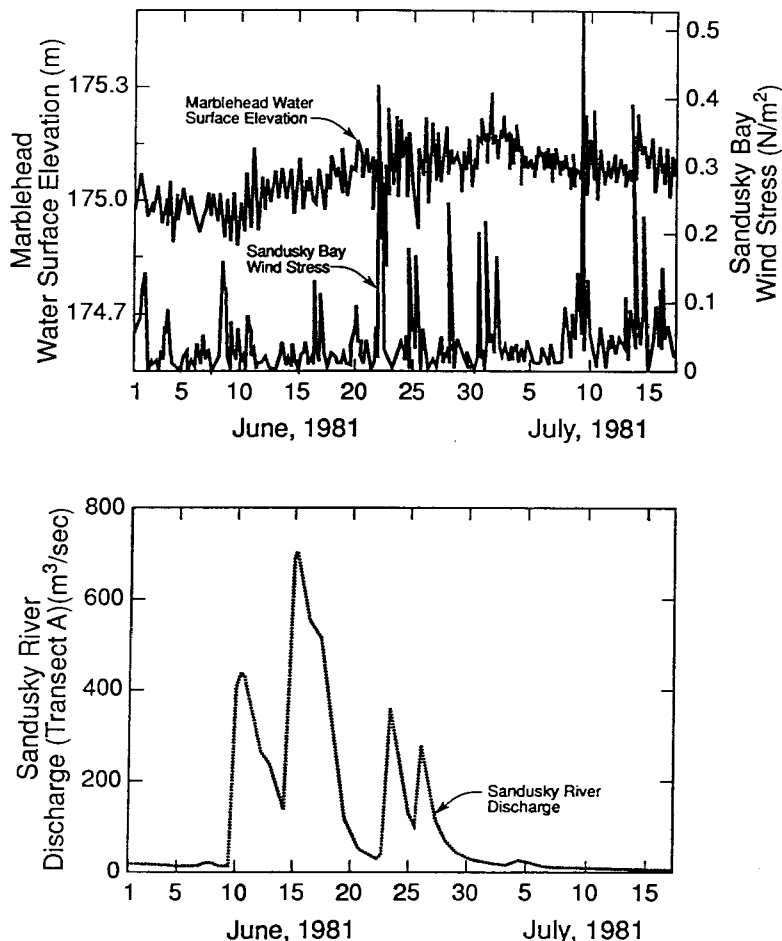 Marblehead
Water Surface Elevation (m)
175.3
175.0
174.7
Marblehead Water
Surface Elevation
Sandusky Bay
Wind Stress
0.5
0.4
0.3
0.2
0.1
0
Sandusky Bay
Wind Stress (N/m²)
1 5 10 15 20 25 30 5 10 15
June, 1981 July, 1981
Sandusky River
Discharge (Transect A)(m³/sec)
800
600
400
200
0
Sandusky River
Discharge
1 5 10 15 20 25 30 5 10 15
June, 1981 July, 1981